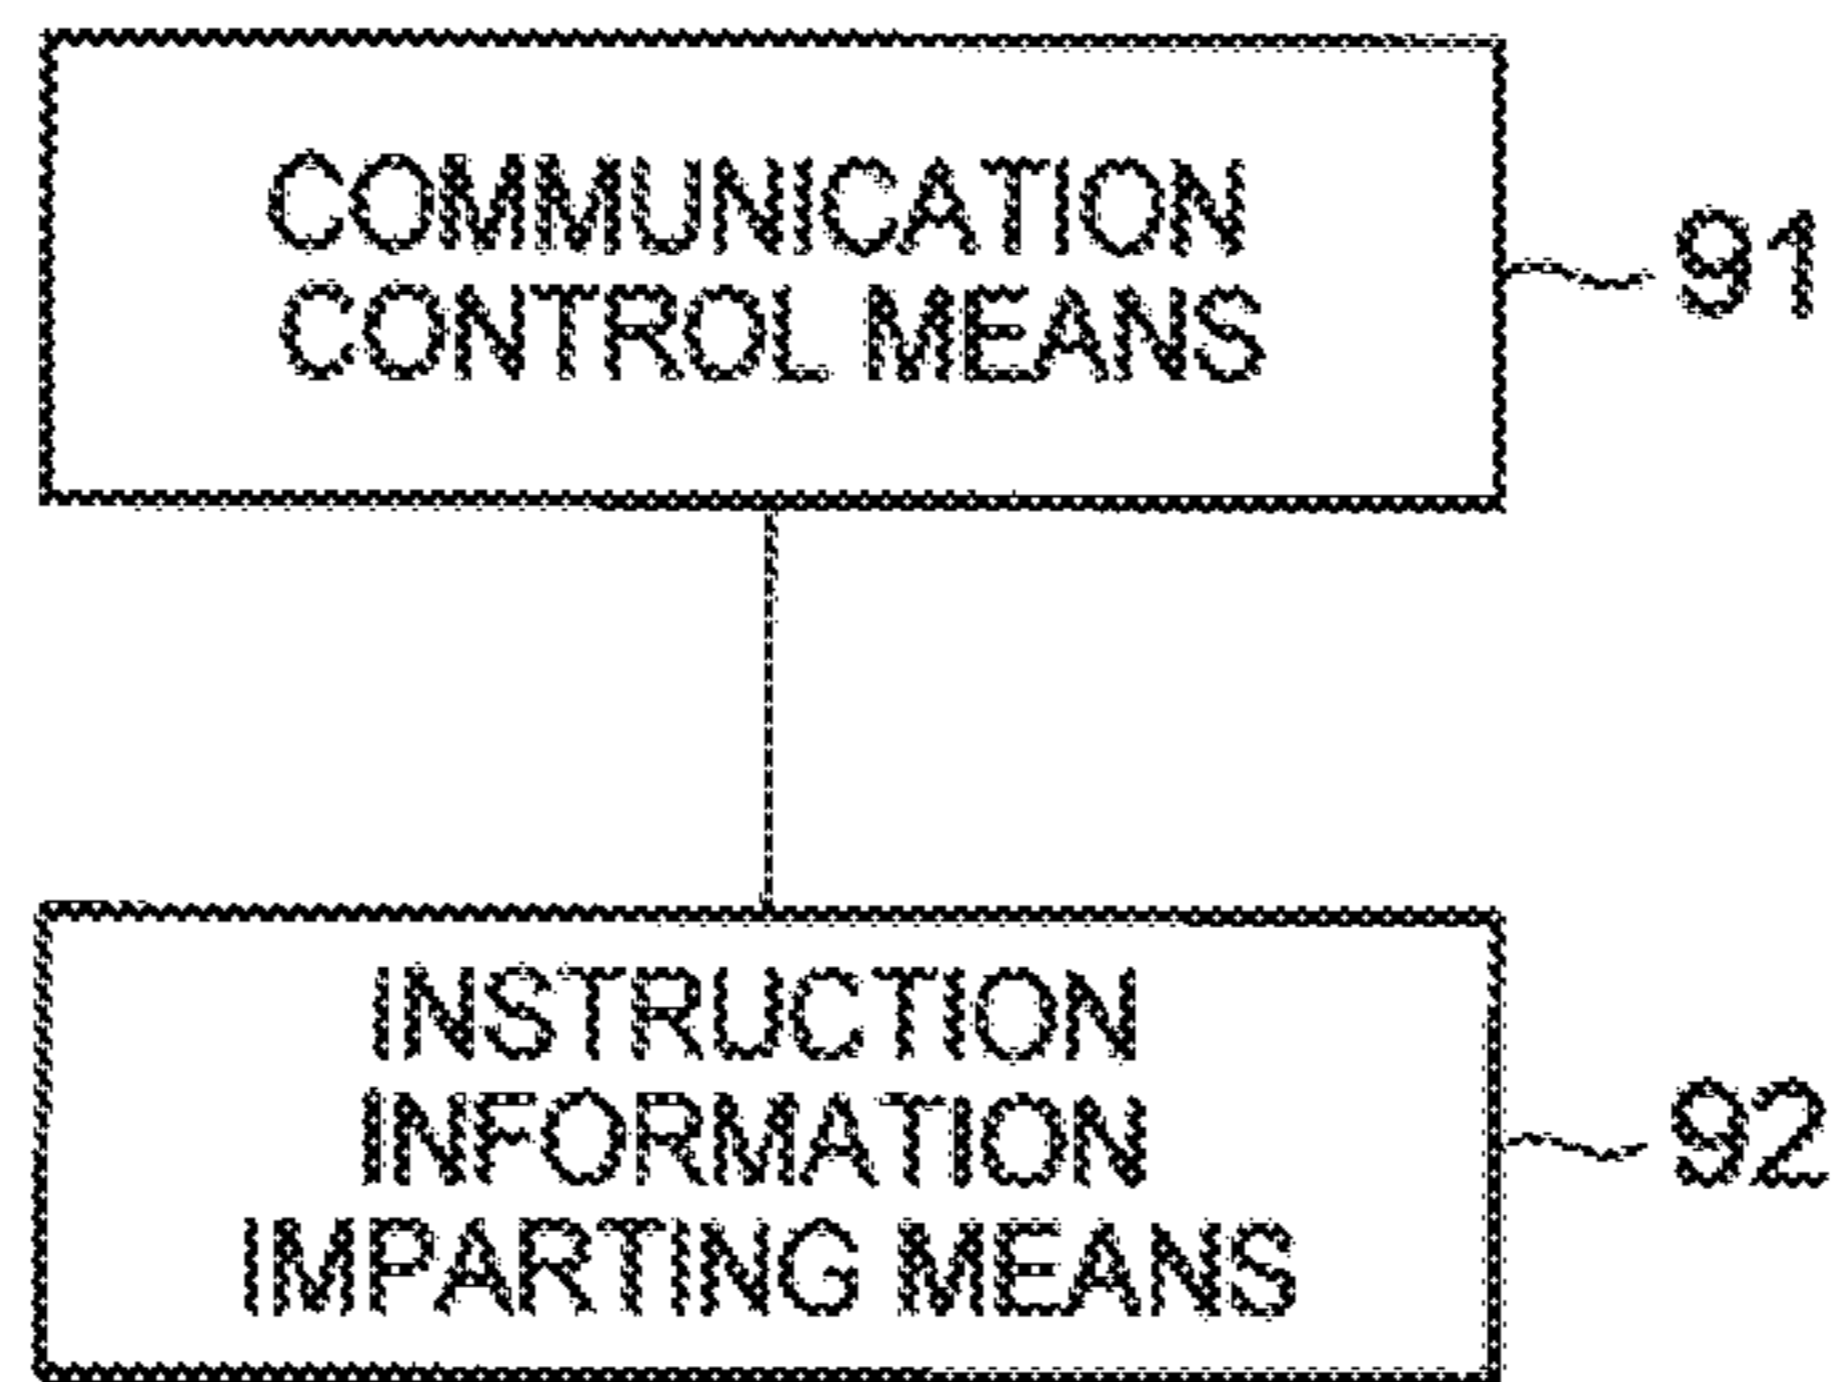 COMMUNICATION
CONTROL MEANS
91
INSTRUCTION
INFORMATION
IMPARTING MEANS
92